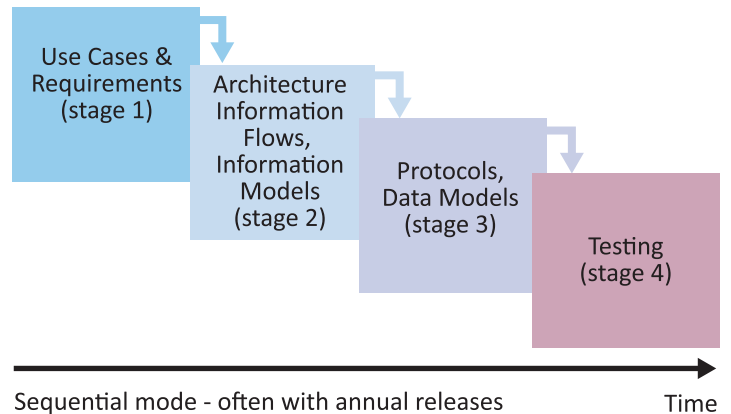 Use Cases &
Requirements
(stage 1)
Architecture
Information
Flows,
Information
Models
(stage 2)
Protocols,
Data Models
(stage 3)
Testing
(stage 4)
Sequential mode - often with annual releases
Time